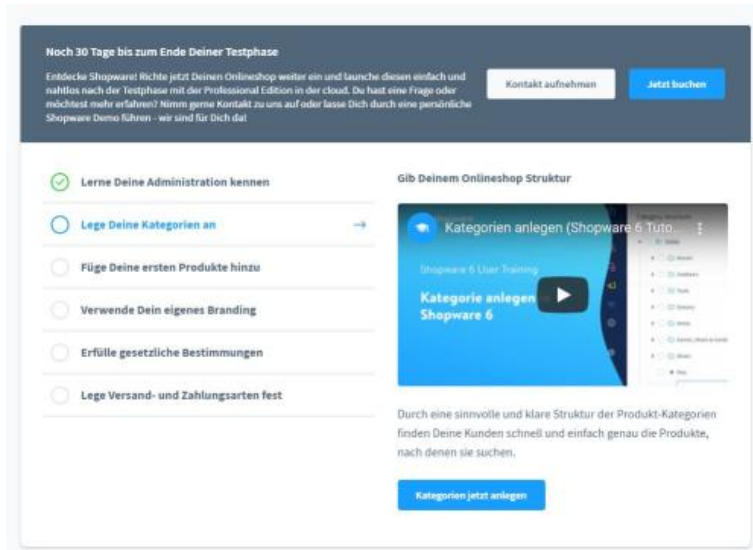 Noch 30 Tage bis zum Ende Deiner Testphase
Entdecke Shopware! Richte jetzt Deinen Onlineshop weiter ein und launche diesen einfach und
nahtlos nach der Testphase mit der Professional Edition in der cloud. Du hast eine Frage oder
möchtest mehr erfahren? Nimm gerne Kontakt zu uns auf oder lasse Dich durch eine persönliche
Shopware Demo führen - wir sind für Dich da!
Kontakt aufnehmen
Jetzt buchen
Lerne Deine Administration kennen
Lege Deine Kategorien an
Füge Deine ersten Produkte hinzu
Verwende Dein eigenes Branding
Erfülle gesetzliche Bestimmungen
Lege Versand- und Zahlungsarten fest
Gib Deinem Onlineshop Struktur
Kategorien anlegen (Shopware 6 Tuto...
Shopware 6 User Training
Kategorie anlegen
Shopware 6
Durch eine sinnvolle und klare Struktur der Produkt-Kategorien
finden Deine Kunden schnell und einfach genau die Produkte,
nach denen sie suchen.
Kategorien jetzt anlegen